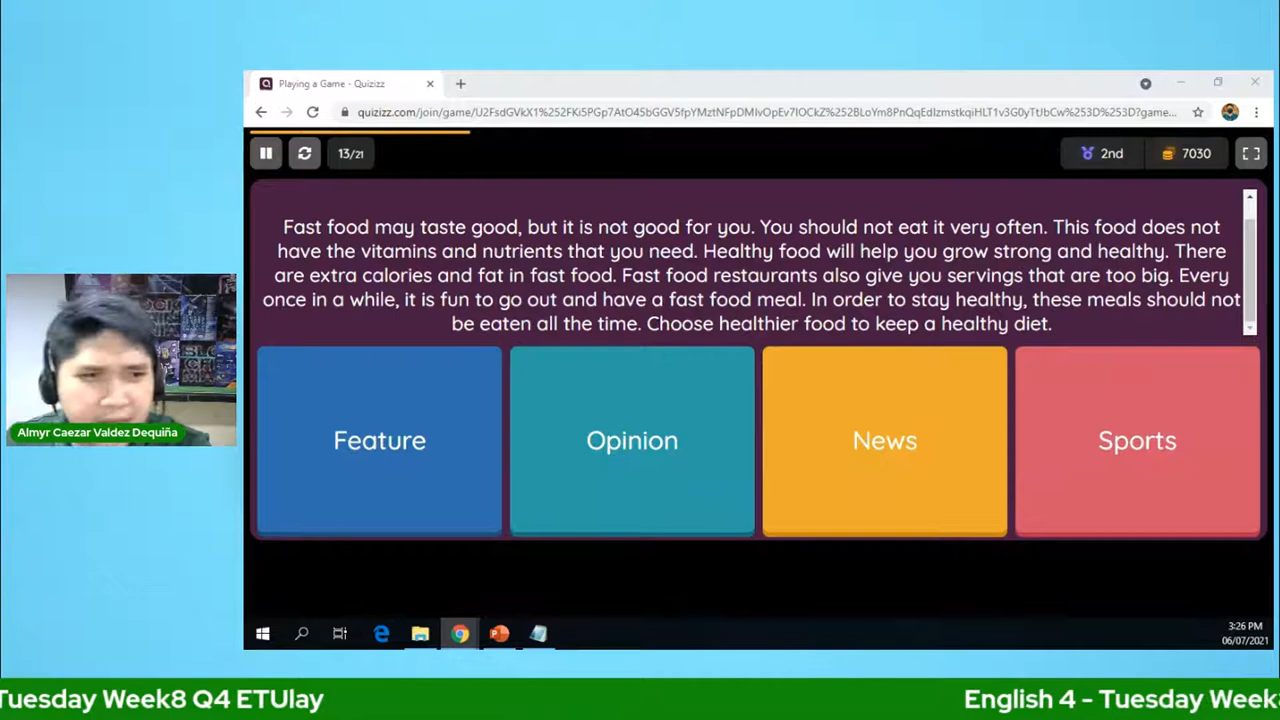 Playing a Game - Quizizz
13/21
2nd
7030
Fast food may taste good, but it is not good for you. You should not eat it very often. This food does not
have the vitamins and nutrients that you need. Healthy food will help you grow strong and healthy. There
are extra calories and fat in fast food. Fast food restaurants also give you servings that are too big. Every
once in a while, it is fun to go out and have a fast food meal. In order to stay healthy, these meals should not
be eaten all the time. Choose healthier food to keep a healthy diet.
Feature
Opinion
News
Sports
Almyr Caezar Valdez Dequiña
3:26 PM
06/07/2021
Tuesday Week8 Q4 ETUlay
English 4 - Tuesday Week